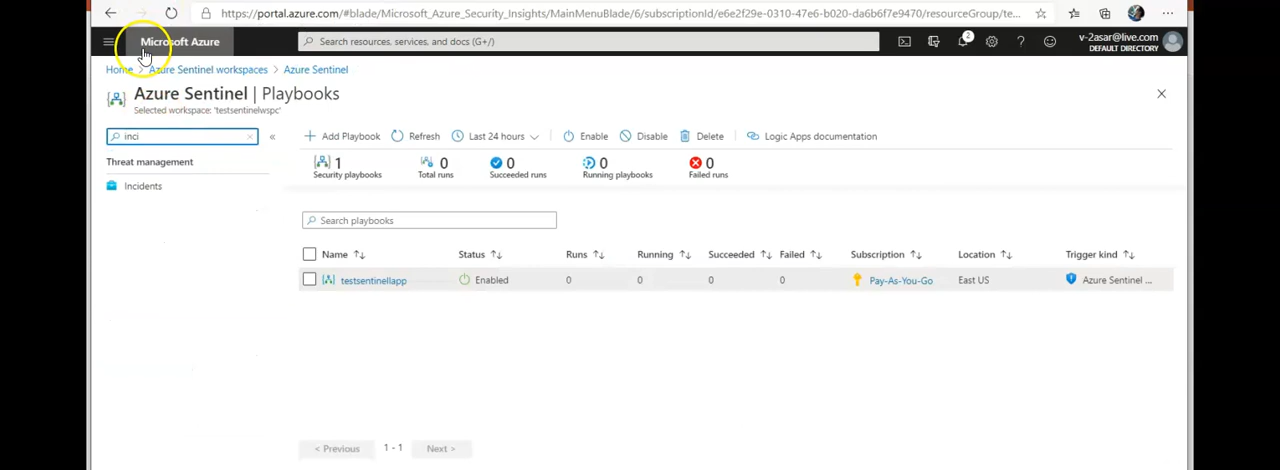 https://portal.azure.com/#blade/Microsoft_Azure_Security_Insights/MainMenuBlade/6/subscriptionId/e6e2f29e-0310-47e6-b020-da6b6f7e9470/resourceGroup/te...
Microsoft Azure
Search resources, services, and docs (G+/)
2
v-2asar@live.com
DEFAULT DIRECTORY
Home > Azure Sentinel workspaces > Azure Sentinel
Azure Sentinel | Playbooks
Selected workspace: 'testsentinelwspc'
inci
Add Playbook Refresh Last 24 hours Enable Disable Delete Logic Apps documentation
Threat management
Incidents
1 Security playbooks
0 Total runs
0 Succeeded runs
0 Running playbooks
0 Failed runs
Search playbooks
Name Status Runs Running Succeeded Failed Subscription Location Trigger kind
testsentinellapp Enabled 0 0 0 0 Pay-As-You-Go East US Azure Sentinel ...
< Previous 1 - 1 Next >